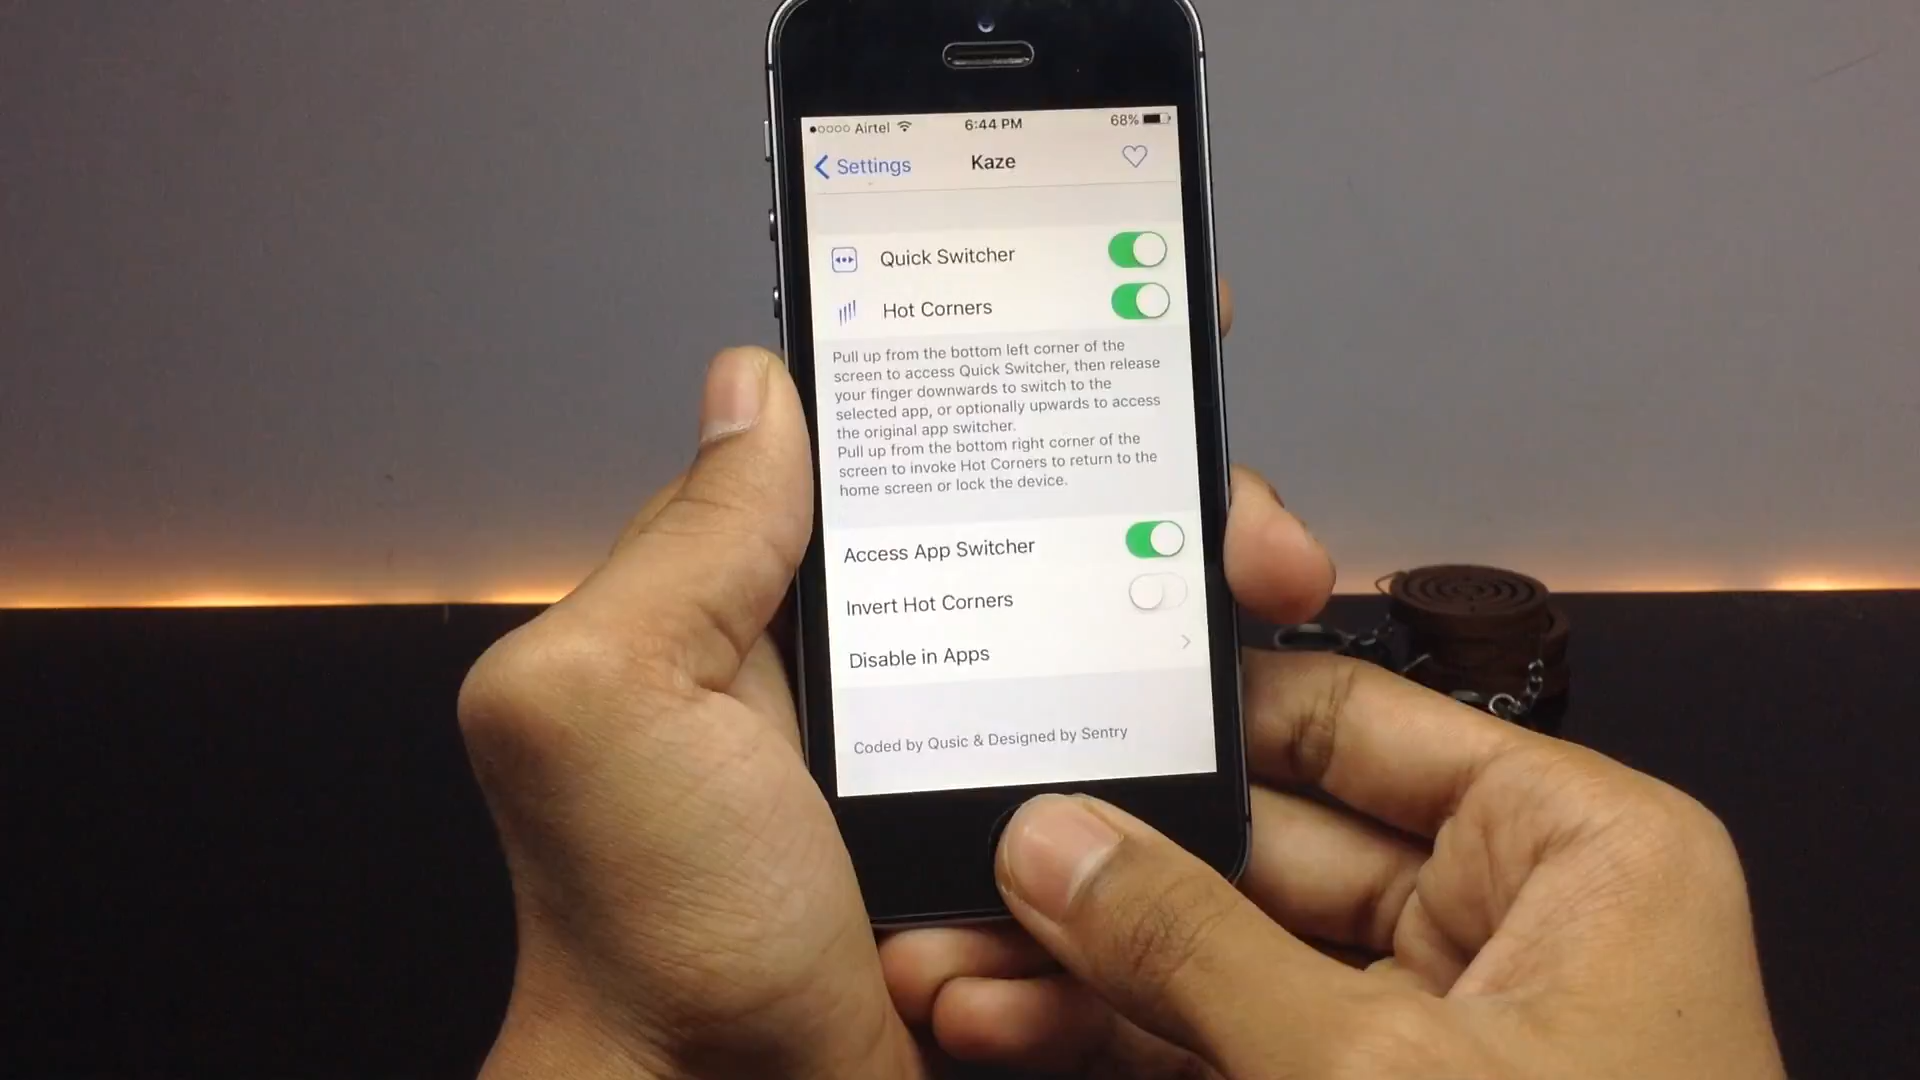 Airtel 6:44 PM 68%
Settings Kaze
Quick Switcher
Hot Corners
Pull up from the bottom left corner of the
screen to access Quick Switcher, then release
your finger downwards to switch to the
selected app, or optionally upwards to access
the original app switcher.
Pull up from the bottom right corner of the
screen to invoke Hot Corners to return to the
home screen or lock the device.
Access App Switcher
Invert Hot Corners
Disable in Apps
Coded by Qusic & Designed by Sentry